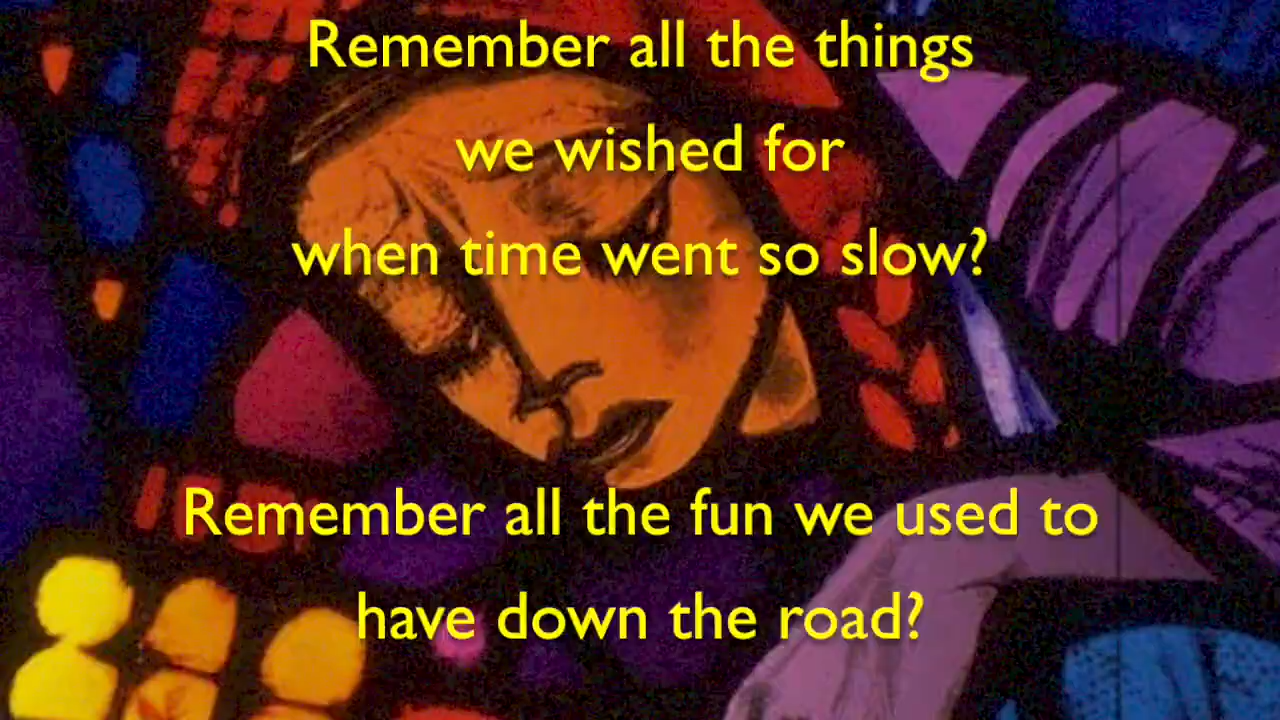 Remember all the things
we wished for
when time went so slow?
Remember all the fun we used to
have down the road?